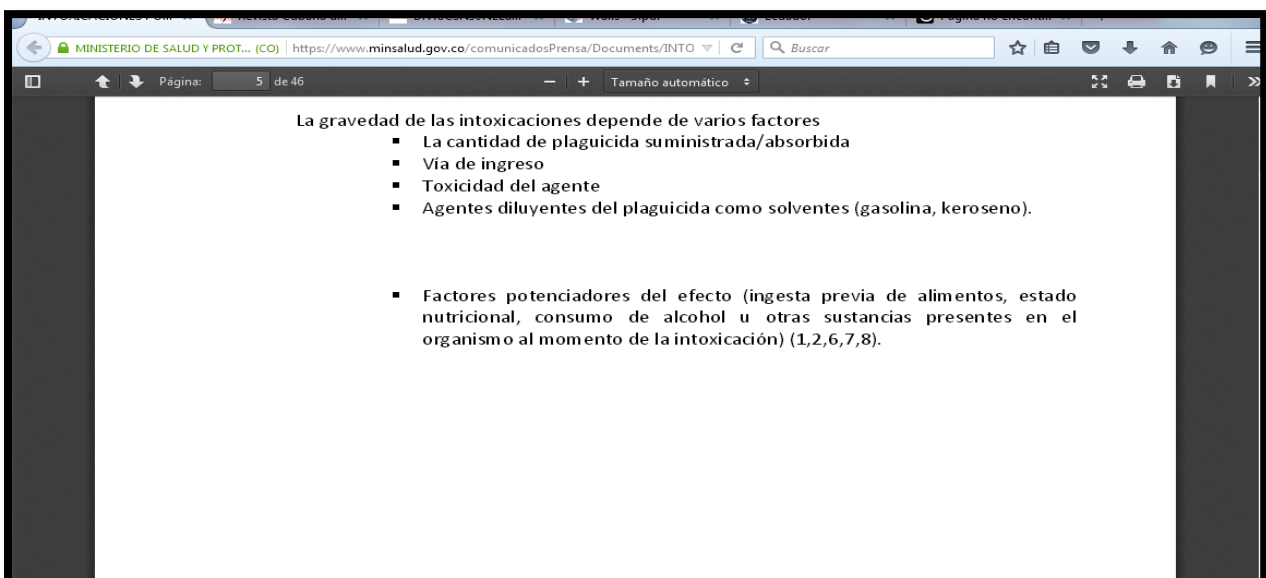 MINISTERIO DE SALUD Y PROT... (CO) https://www.minsalud.gov.co/comunicadosPrensa/Documents/INTO Buscar
Página: 5 de 46 Tamaño automático
La gravedad de las intoxicaciones depende de varios factores
▪ La cantidad de plaguicida suministrada/absorbida
▪ Vía de ingreso
▪ Toxicidad del agente
▪ Agentes diluyentes del plaguicida como solventes (gasolina, keroseno).
▪ Factores potenciadores del efecto (ingesta previa de alimentos, estado
nutricional, consumo de alcohol u otras sustancias presentes en el
organismo al momento de la intoxicación) (1,2,6,7,8).